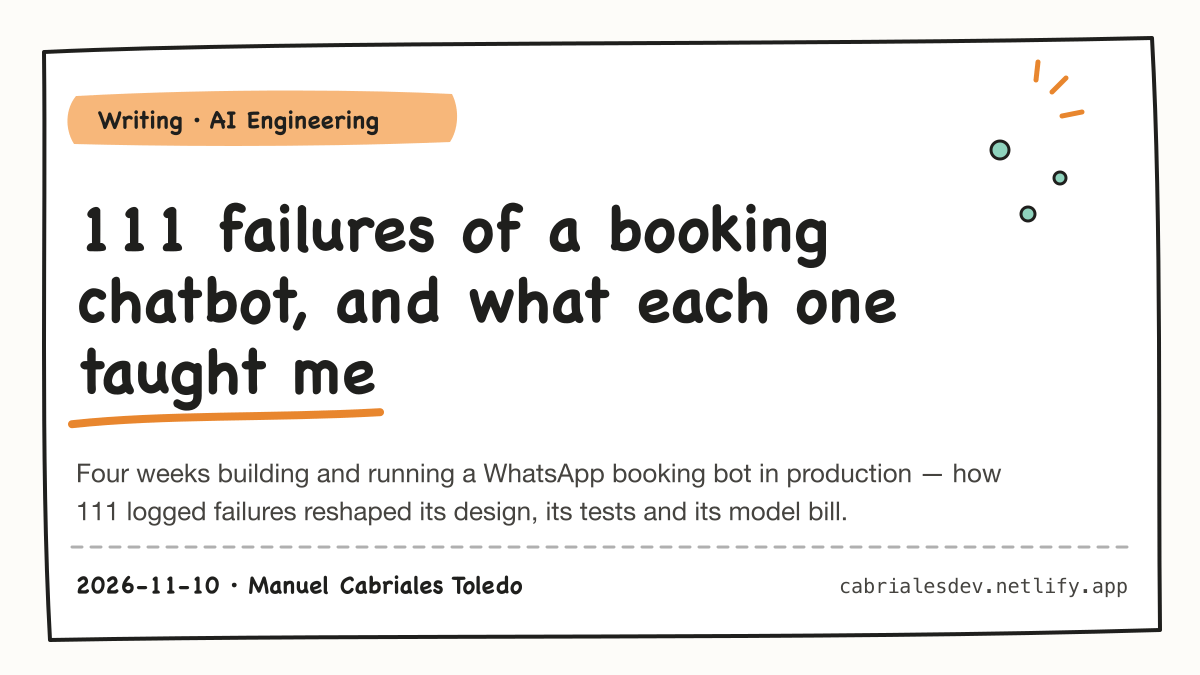 Writing · AI Engineering
111 failures of a booking
chatbot, and what each one
taught me
Four weeks building and running a WhatsApp booking bot in production — how
111 logged failures reshaped its design, its tests and its model bill.
2026-11-10 · Manuel Cabriales Toledo
cabrialesdev.netlify.app